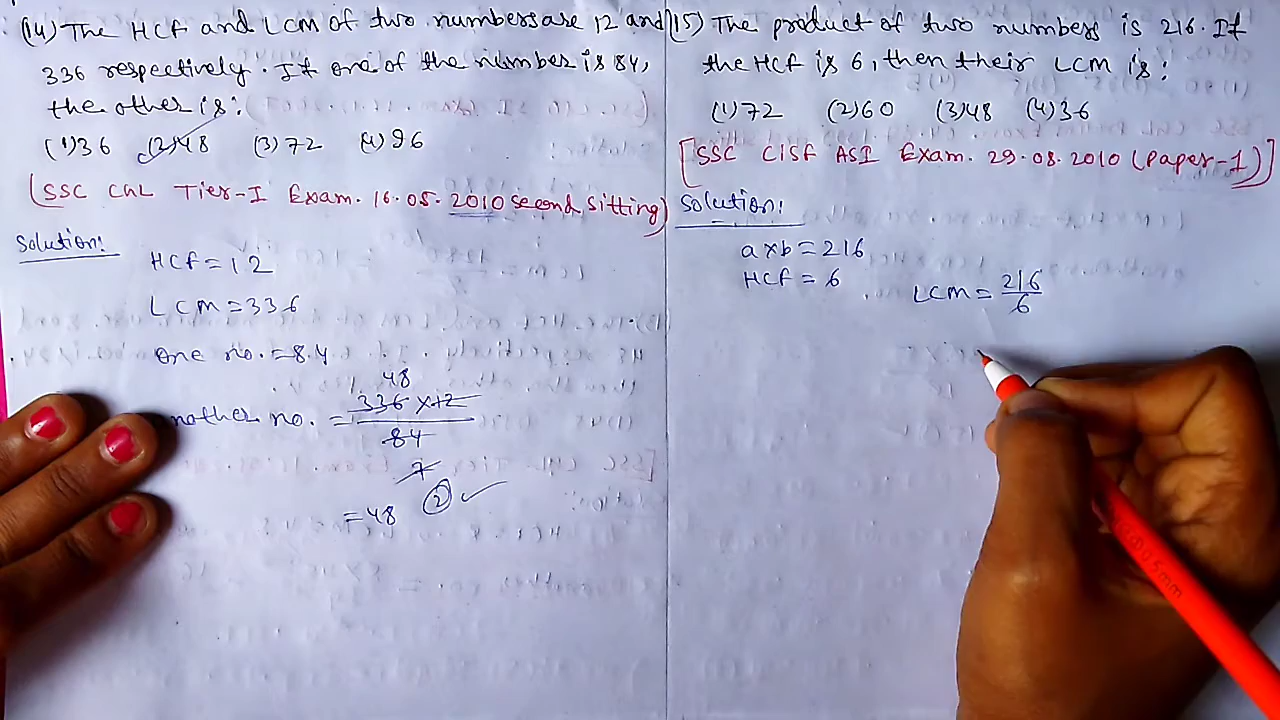 (14) The HCF and LCM of two numbers are 12 and
336 respectively. If one of the number is 84,
the other is:
(1) 36 (2) 48 (3) 72 (4) 96
(SSC CHL Tier-I Exam. 16.05.2010 second Sitting)
Solution:
HCF = 12
LCM = 336
One no. = 84
nother no. = 336 × 12
84
48
7
= 48 (2) ✓
(15) The product of two numbers is 216. If
the HCF is 6, then their LCM is:
(1) 72 (2) 60 (3) 48 (4) 36
[SSC CISF ASI Exam. 29.08.2010 (Paper-1)]
Solution:
a × b = 216
HCF = 6
LCM = 216
6